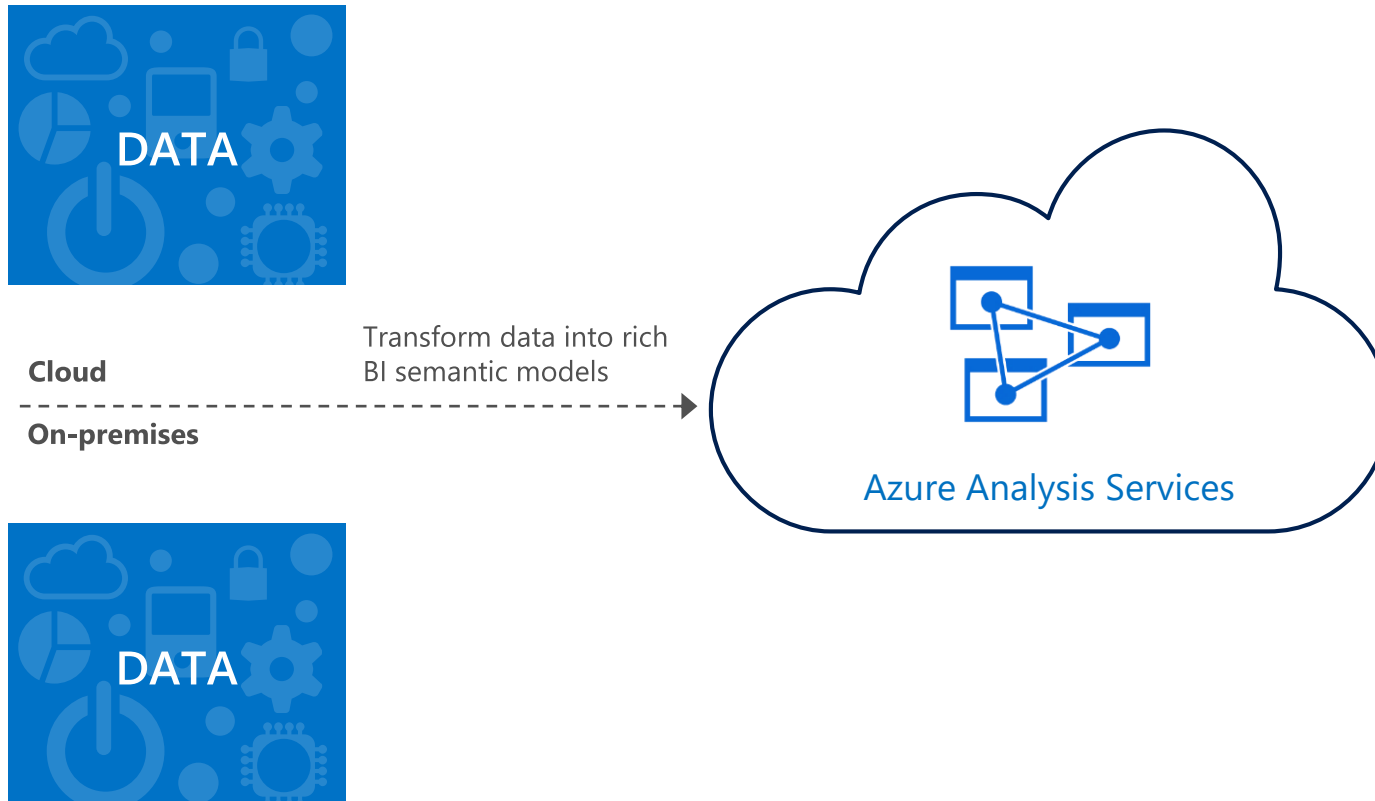 DATA
Transform data into rich
BI semantic models
Cloud
On-premises
Azure Analysis Services
DATA